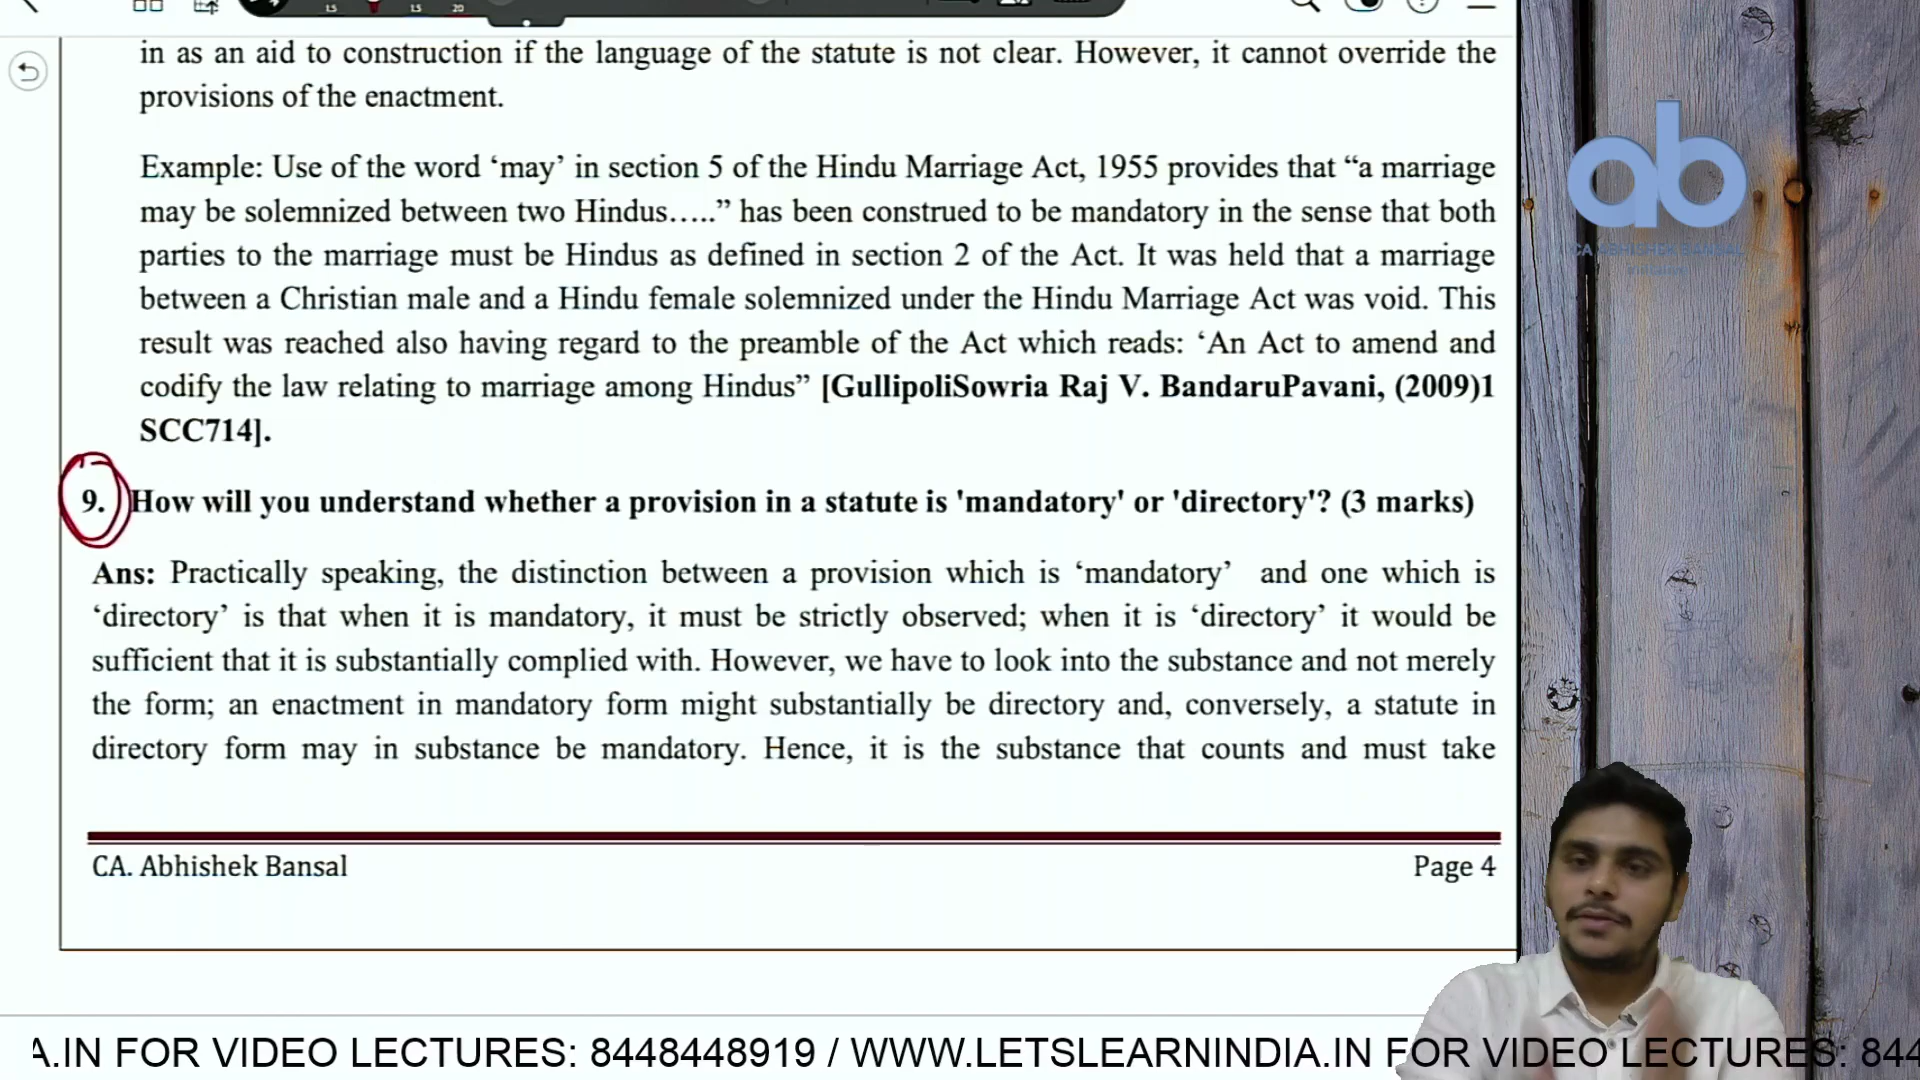 15
15
20
in as an aid to construction if the language of the statute is not clear. However, it cannot override the
provisions of the enactment.
Example: Use of the word ‘may’ in section 5 of the Hindu Marriage Act, 1955 provides that “a marriage
may be solemnized between two Hindus…..” has been construed to be mandatory in the sense that both
parties to the marriage must be Hindus as defined in section 2 of the Act. It was held that a marriage
between a Christian male and a Hindu female solemnized under the Hindu Marriage Act was void. This
result was reached also having regard to the preamble of the Act which reads: ‘An Act to amend and
codify the law relating to marriage among Hindus” [GullipoliSowria Raj V. BandaruPavani, (2009)1
SCC714].
9. How will you understand whether a provision in a statute is 'mandatory' or 'directory'? (3 marks)
Ans: Practically speaking, the distinction between a provision which is ‘mandatory’ and one which is
‘directory’ is that when it is mandatory, it must be strictly observed; when it is ‘directory’ it would be
sufficient that it is substantially complied with. However, we have to look into the substance and not merely
the form; an enactment in mandatory form might substantially be directory and, conversely, a statute in
directory form may in substance be mandatory. Hence, it is the substance that counts and must take
CA. Abhishek Bansal
Page 4
ab
CA ABHISHEK BANSAL
A.IN FOR VIDEO LECTURES: 8448448919 / WWW.LETSLEARNINDIA.IN FOR VIDEO LECTURES: 844